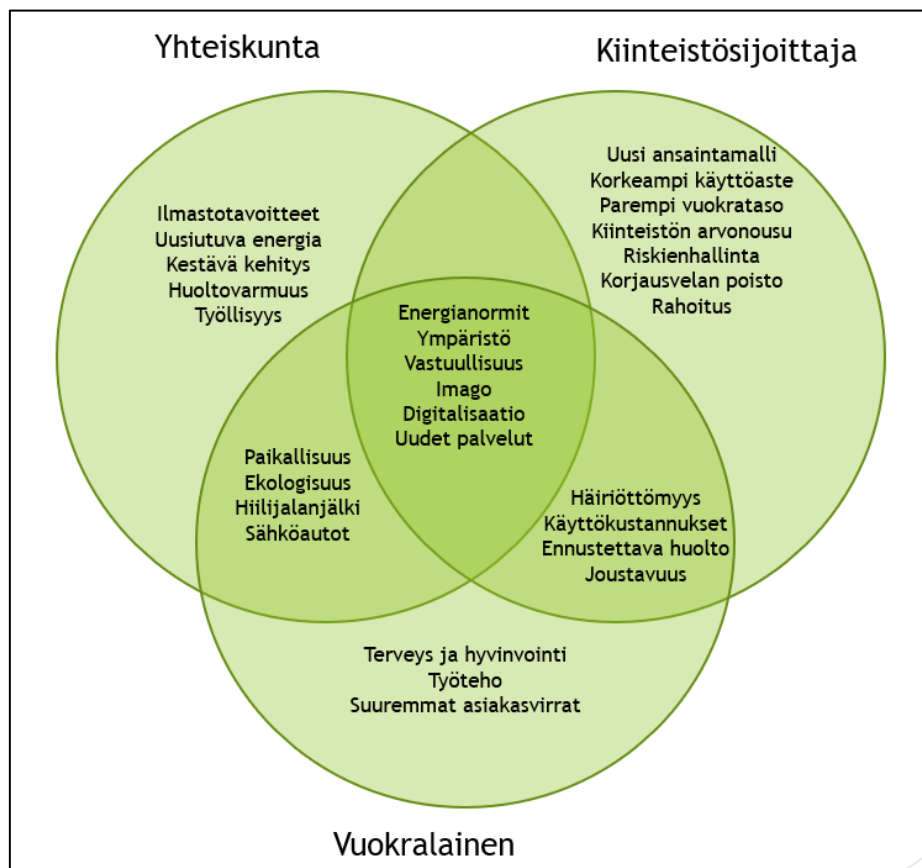 Yhteiskunta
Kiinteistösijoittaja
Uusi ansaintamalli
Korkeampi käyttöaste
Parempi vuokrataso
Kiinteistön arvonousu
Riskienhallinta
Korjausvelan poisto
Rahoitus
Ilmastotavoitteet
Uusiutuva energia
Kestävä kehitys
Huoltovarmuus
Työllisyys
Energianormit
Ympäristö
Vastuullisuus
Imago
Digitalisaatio
Uudet palvelut
Paikallisuus
Ekologisuus
Hiilijalanjälki
Sähköautot
Häiriöttömyys
Käyttökustannukset
Ennustettava huolto
Joustavuus
Terveys ja hyvinvointi
Työteho
Suuremmat asiakasvirrat
Vuokralainen